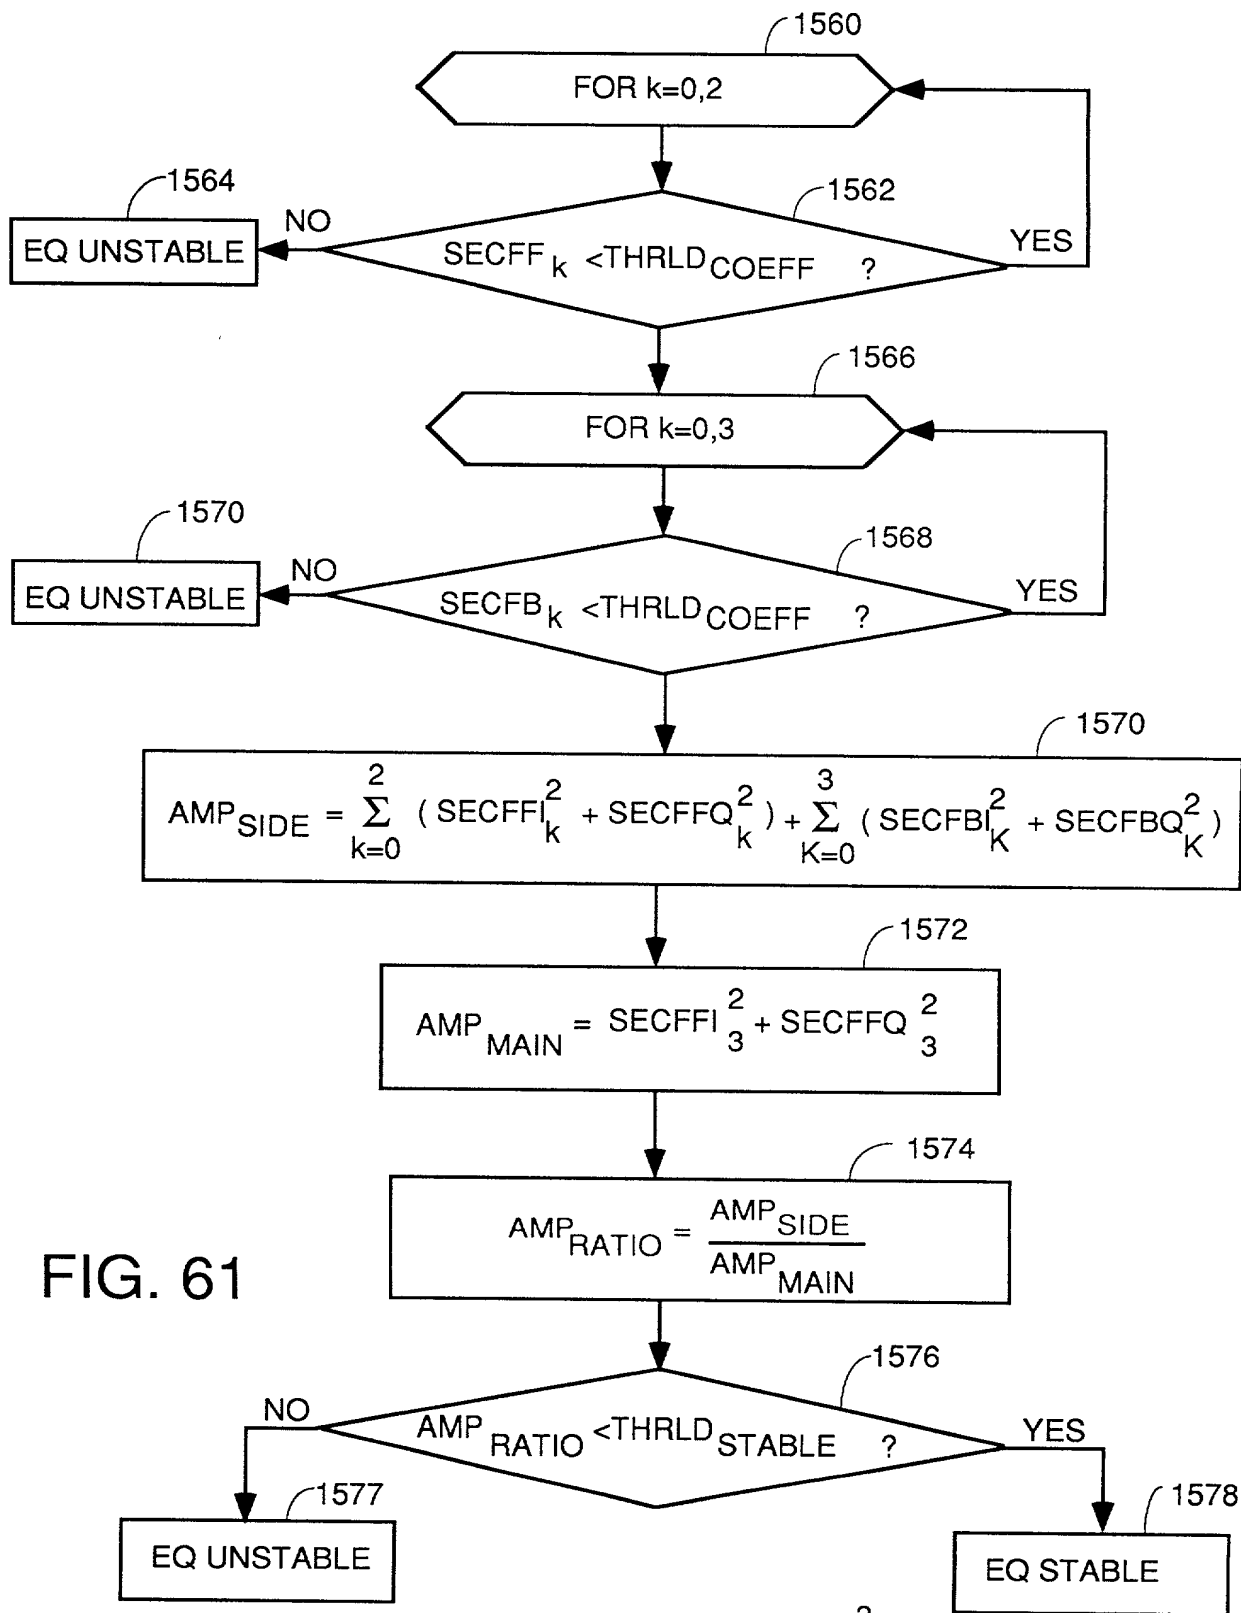 1560
FOR k=0,2
1564
1562
NO
YES
EQ UNSTABLE
SECFF k <THRLD COEFF ?
1566
FOR k=0,3
1570
1568
NO
YES
EQ UNSTABLE
SECFB k <THRLD COEFF ?
1570
AMP SIDE = 2 Σ k=0 ( SECFFI 2 k + SECFFQ 2 k ) + 3 Σ K=0 ( SECFBI 2 K + SECFBQ 2 K )
1572
AMP MAIN = SECFFI 2 3 + SECFFQ 2 3
1574
AMP RATIO = AMP SIDE
AMP MAIN
FIG. 61
1576
NO
YES
AMP RATIO <THRLD STABLE ?
1577
1578
EQ UNSTABLE
EQ STABLE
2